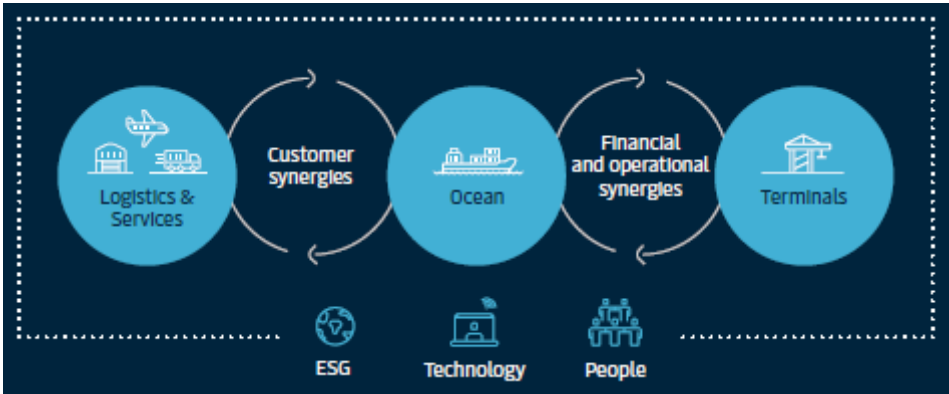 Logistics &
Services
Customer
synergies
Ocean
Financial
and operational
synergies
Terminals
ESG
Technology
People